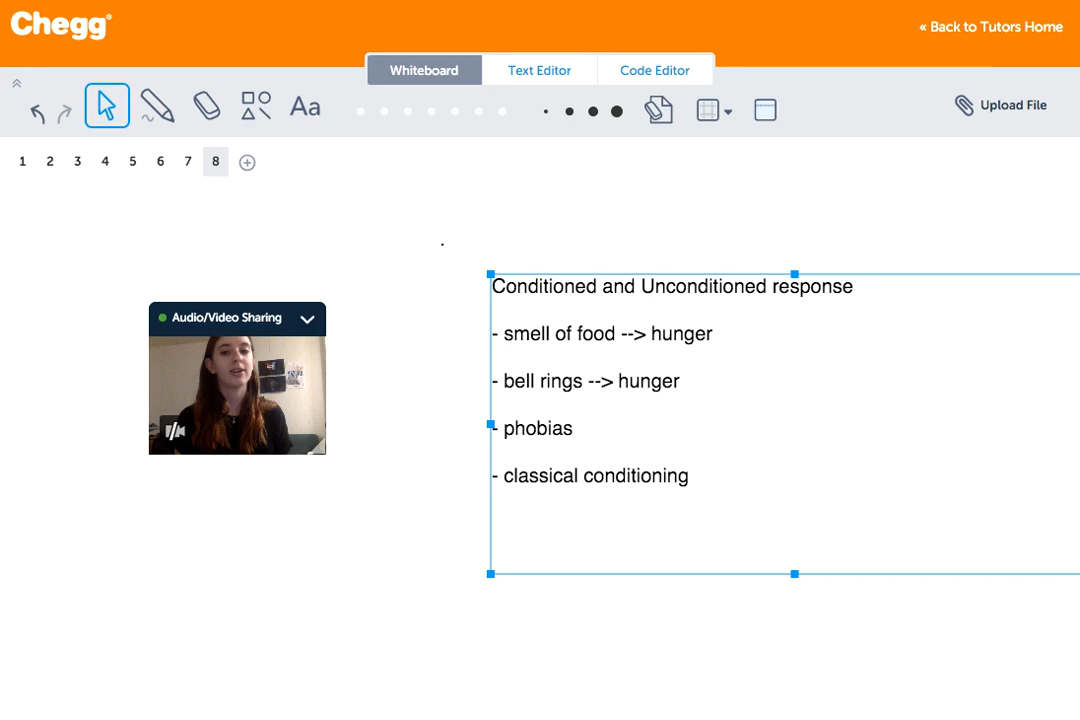 Chegg®
« Back to Tutors Home
Whiteboard
Text Editor
Code Editor
Aa
Upload File
1 2 3 4 5 6 7 8
Conditioned and Unconditioned response
Audio/Video Sharing
- smell of food --> hunger
- bell rings --> hunger
- phobias
- classical conditioning